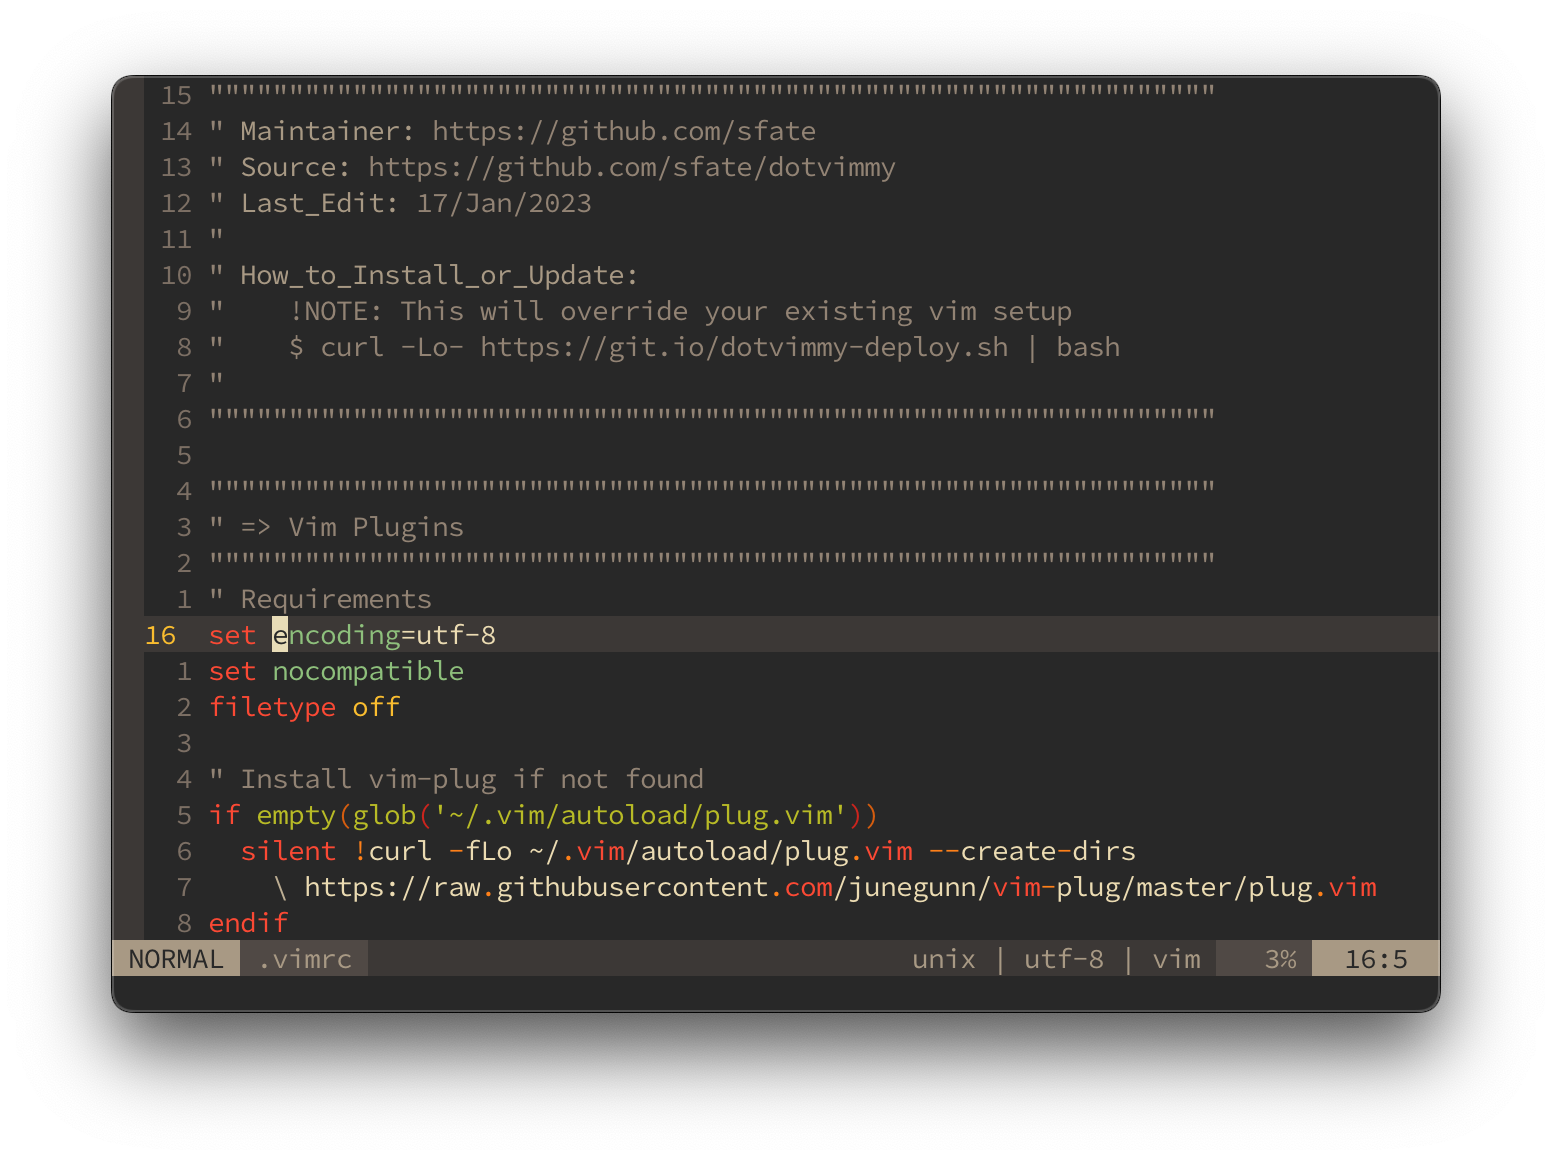 15 """""""""""""""""""""""""""""""""""""""""""""""""""""""""""""""
14 " Maintainer: https://github.com/sfate
13 " Source: https://github.com/sfate/dotvimmy
12 " Last_Edit: 17/Jan/2023
11 "
10 " How_to_Install_or_Update:
9 "    !NOTE: This will override your existing vim setup
8 "    $ curl -Lo- https://git.io/dotvimmy-deploy.sh | bash
7 "
6 """""""""""""""""""""""""""""""""""""""""""""""""""""""""""""""
5
4 """""""""""""""""""""""""""""""""""""""""""""""""""""""""""""""
3 " => Vim Plugins
2 """""""""""""""""""""""""""""""""""""""""""""""""""""""""""""""
1 " Requirements
16 set encoding=utf-8
1 set nocompatible
2 filetype off
3
4 " Install vim-plug if not found
5 if empty(glob('~/.vim/autoload/plug.vim'))
6   silent !curl -fLo ~/.vim/autoload/plug.vim --create-dirs
7     \ https://raw.githubusercontent.com/junegunn/vim-plug/master/plug.vim
8 endif
NORMAL .vimrc unix | utf-8 | vim 3% 16:5